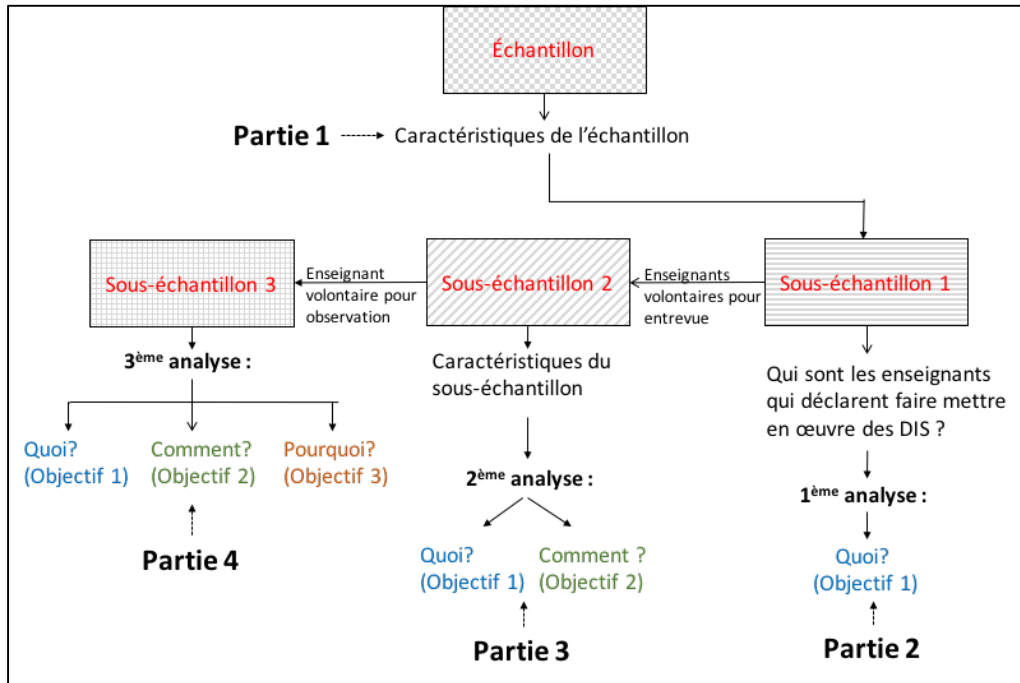 Échantillon
Partie 1
Caractéristiques de l'échantillon
Sous-échantillon 3
Enseignant
volontaire pour
observation
Sous-échantillon 2
Enseignants
volontaires pour
entrevue
Sous-échantillon 1
3ème analyse :
Quoi?
(Objectif 1)
Comment?
(Objectif 2)
Pourquoi?
(Objectif 3)
Partie 4
Caractéristiques du
sous-échantillon
2ème analyse :
Quoi?
(Objectif 1)
Comment ?
(Objectif 2)
Partie 3
Qui sont les enseignants
qui déclarent faire mettre
en œuvre des DIS ?
1ème analyse :
Quoi?
(Objectif 1)
Partie 2